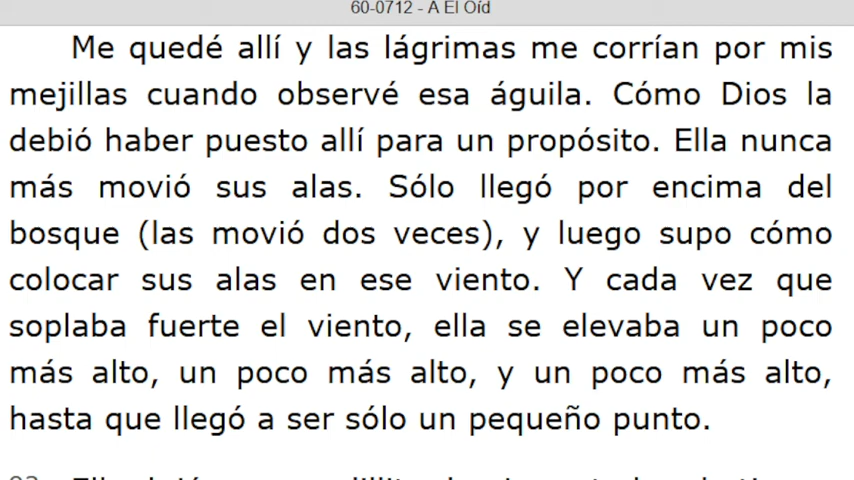 60-0712 - A El Oíd
Me quedé allí y las lágrimas me corrían por mis
mejillas cuando observé esa águila. Cómo Dios la
debió haber puesto allí para un propósito. Ella nunca
más movió sus alas. Sólo llegó por encima del
bosque (las movió dos veces), y luego supo cómo
colocar sus alas en ese viento. Y cada vez que
soplaba fuerte el viento, ella se elevaba un poco
más alto, un poco más alto, y un poco más alto,
hasta que llegó a ser sólo un pequeño punto.